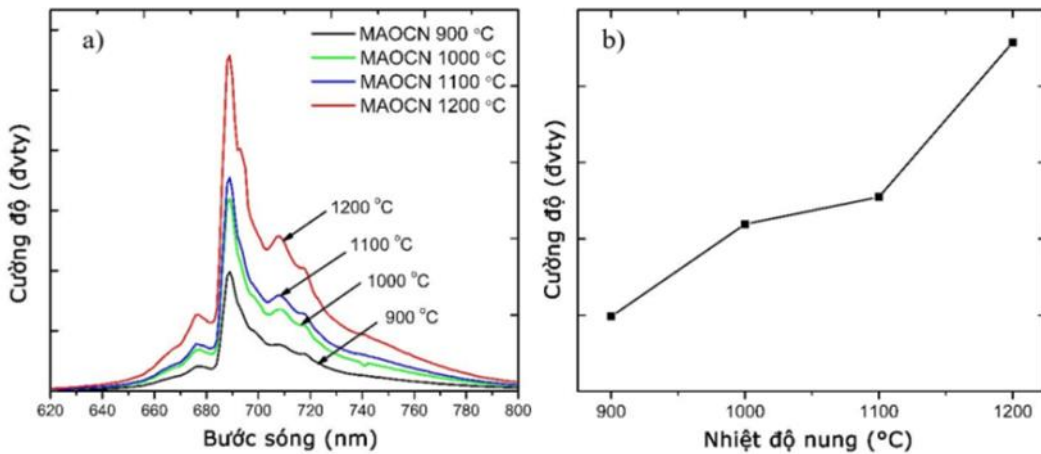 a)
MAOCN 900 °C
MAOCN 1000 °C
MAOCN 1100 °C
MAOCN 1200 °C
1200 °C
1100 °C
1000 °C
900 °C
Cường độ (đvty)
620 640 660 680 700 720 740 760 780 800
Bước sóng (nm)
b)
Cường độ (đvty)
900 1000 1100 1200
Nhiệt độ nung (°C)